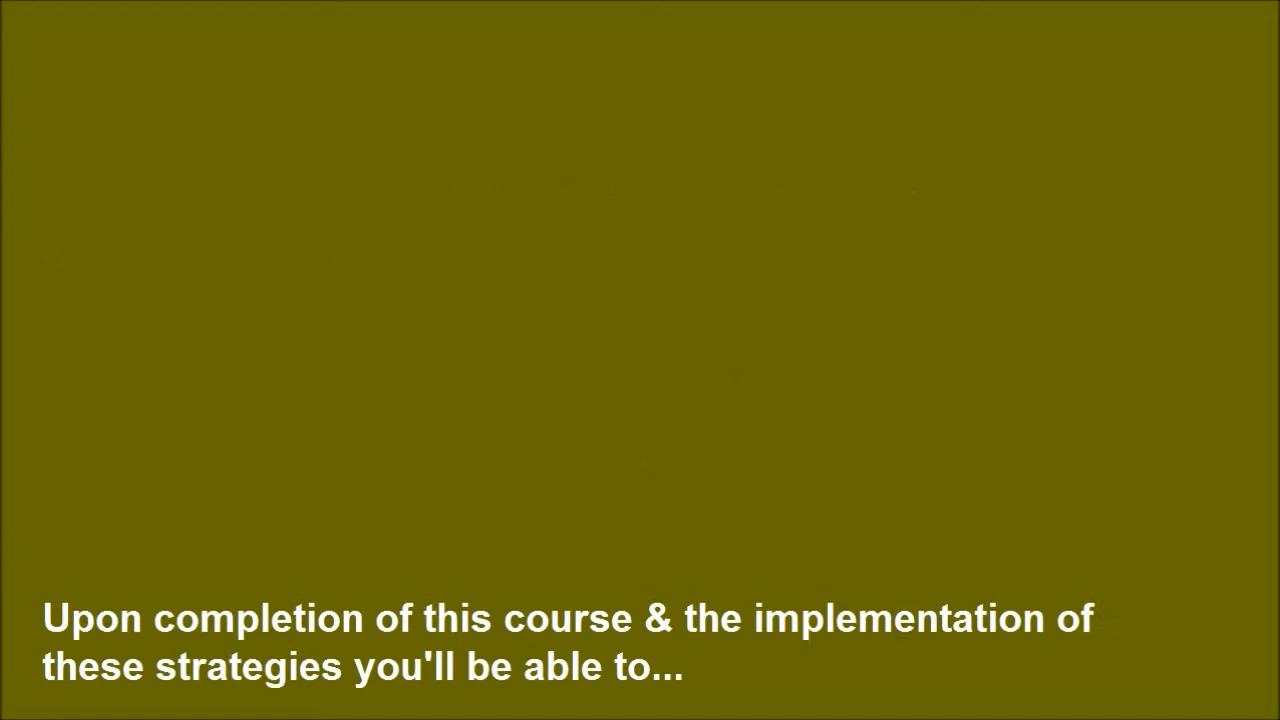 Upon completion of this course & the implementation of
these strategies you'll be able to...